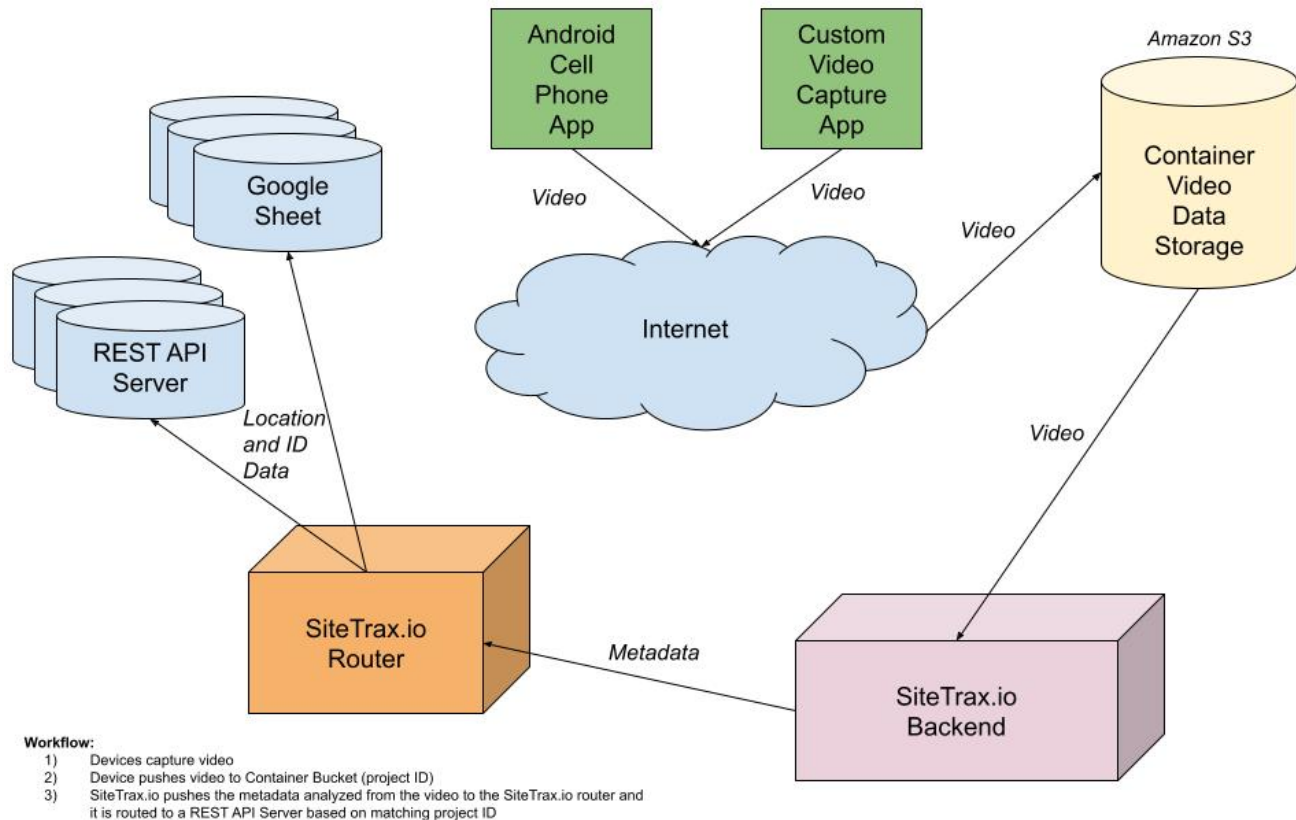 Android
Cell
Phone
App
Custom
Video
Capture
App
Amazon S3
Container
Video
Data
Storage
Google
Sheet
Video
Video
Video
Internet
REST API
Server
Location
and ID
Data
Video
SiteTrax.io
Router
Metadata
SiteTrax.io
Backend
Workflow:
1) Devices capture video
2) Device pushes video to Container Bucket (project ID)
3) SiteTrax.io pushes the metadata analyzed from the video to the SiteTrax.io router and
it is routed to a REST API Server based on matching project ID